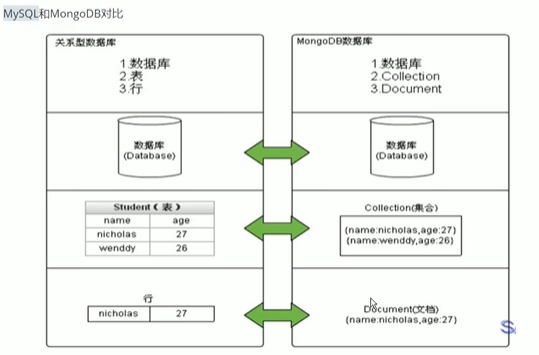 MySQL和MongoDB对比
关系型数据库
1.数据库
2.表
3.行
MongoDB数据库
1.数据库
2.Collection
3.Document
数据库
(Database)
数据库
(Database)
Student（表）
name age
nicholas 27
wenddy 26
Collection(集合)
(name:nicholas,age:27)
(name:wenddy,age:26)
行
nicholas 27
Document(文档)
(name:nicholas,age:27)
S